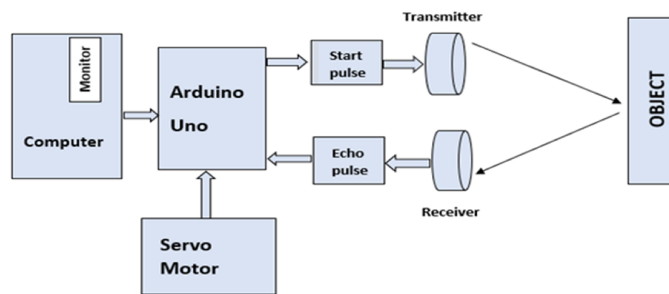 Monitor
Computer
Arduino
Uno
Start
pulse
Transmitter
Echo
pulse
Receiver
OBJECT
Servo
Motor